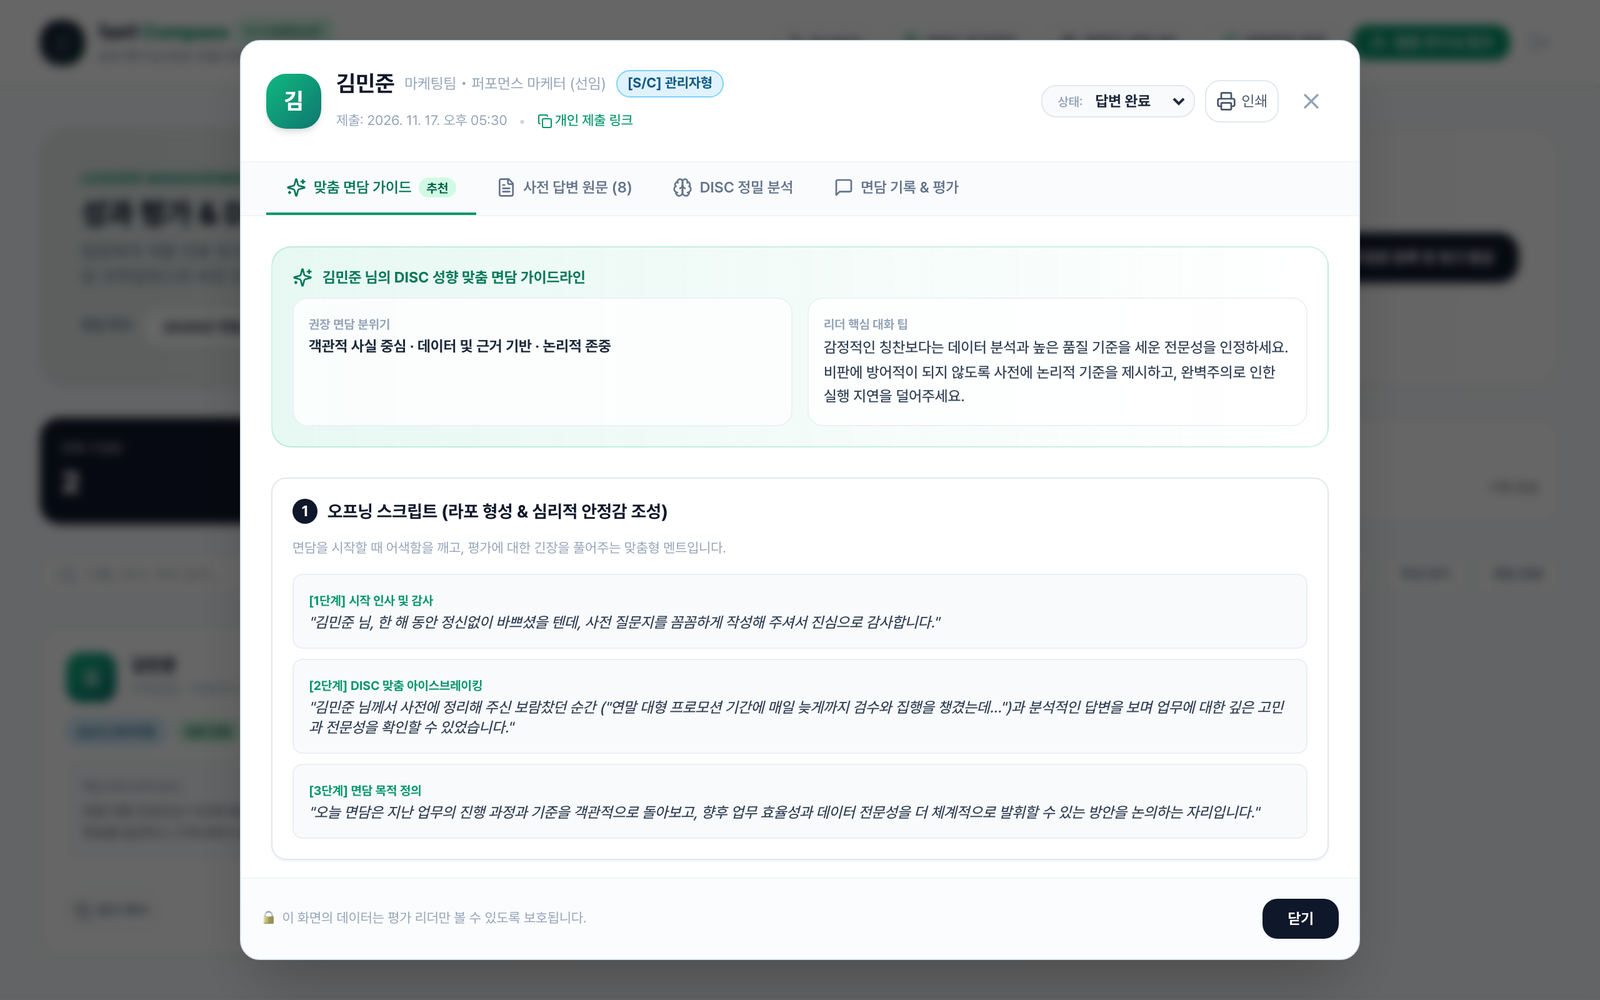 김
김민준 마케팅팀 • 퍼포먼스 마케터 (선임) [S/C] 관리자형
제출: 2026. 11. 17. 오후 05:30 • 개인 제출 링크
상태: 답변 완료
인쇄
맞춤 면담 가이드 추천
사전 답변 원문 (8)
DISC 정밀 분석
면담 기록 & 평가
김민준 님의 DISC 성향 맞춤 면담 가이드라인
권장 면담 분위기
객관적 사실 중심 · 데이터 및 근거 기반 · 논리적 존중
리더 핵심 대화 팁
감정적인 칭찬보다는 데이터 분석과 높은 품질 기준을 세운 전문성을 인정하세요.
비판에 방어적이 되지 않도록 사전에 논리적 기준을 제시하고, 완벽주의로 인한
실행 지연을 덜어주세요.
1 오프닝 스크립트 (라포 형성 & 심리적 안정감 조성)
면담을 시작할 때 어색함을 깨고, 평가에 대한 긴장을 풀어주는 맞춤형 멘트입니다.
[1단계] 시작 인사 및 감사
"김민준 님, 한 해 동안 정신없이 바쁘셨을 텐데, 사전 질문지를 꼼꼼하게 작성해 주셔서 진심으로 감사합니다."
[2단계] DISC 맞춤 아이스브레이킹
"김민준 님께서 사전에 정리해 주신 보람찼던 순간 ("연말 대형 프로모션 기간에 매일 늦게까지 검수와 집행을 챙겼는데...")과 분석적인 답변을 보며 업무에 대한 깊은 고민
과 전문성을 확인할 수 있었습니다."
[3단계] 면담 목적 정의
"오늘 면담은 지난 업무의 진행 과정과 기준을 객관적으로 돌아보고, 향후 업무 효율성과 데이터 전문성을 더 체계적으로 발휘할 수 있는 방안을 논의하는 자리입니다."
이 화면의 데이터는 평가 리더만 볼 수 있도록 보호됩니다.
닫기